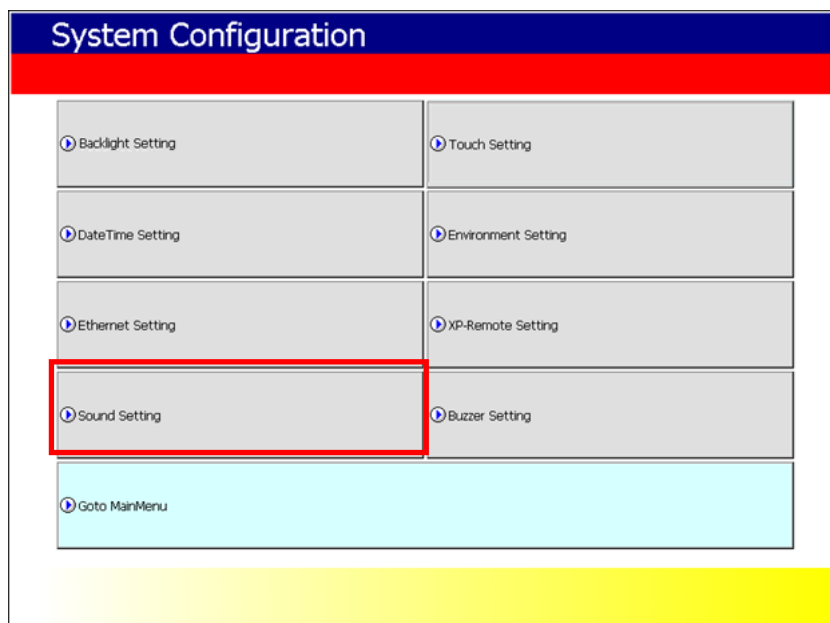 System Configuration
Backlight Setting
Touch Setting
DateTime Setting
Environment Setting
Ethernet Setting
XP-Remote Setting
Sound Setting
Buzzer Setting
Goto MainMenu